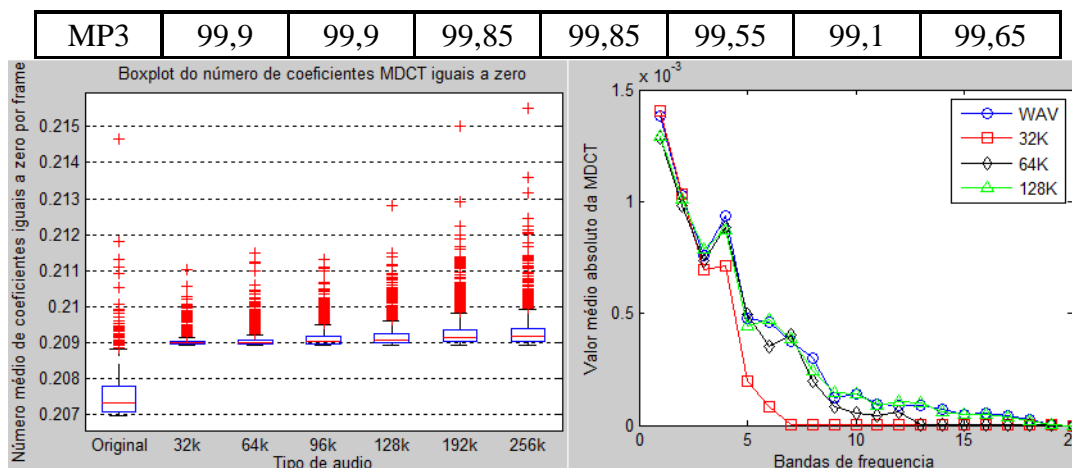 MP3 99,9 99,9 99,85 99,85 99,55 99,1 99,65
Boxplot do número de coeficientes MDCT iguais a zero
Número médio de coeficientes iguais a zero por frame
0.215
0.214
0.213
0.212
0.211
0.21
0.209
0.208
0.207
Original 32k 64k 96k 128k 192k 256k
Tipo de audio
x 10⁻³
1.5
1
0.5
0
Valor médio absoluto da MDCT
WAV
32K
64K
128K
0 5 10 15 2
Bandas de frequencia